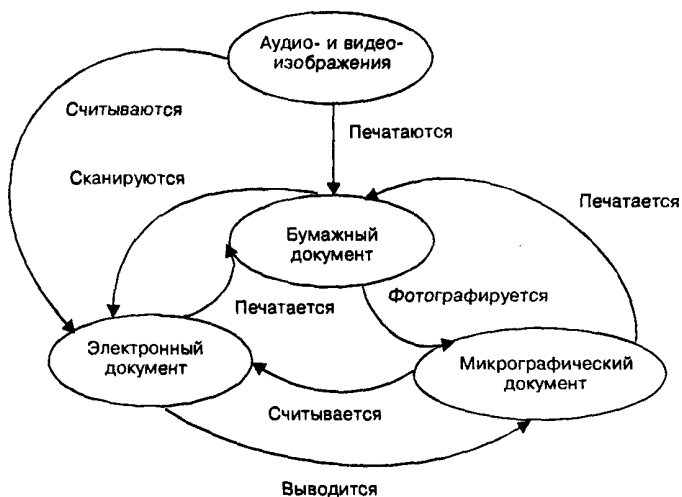 Аудио- и видео-
изображения
Считываются
Печатаются
Сканируются
Печатается
Бумажный
документ
Фотографируется
Печатается
Электронный
документ
Микрографический
документ
Считывается
Выводится